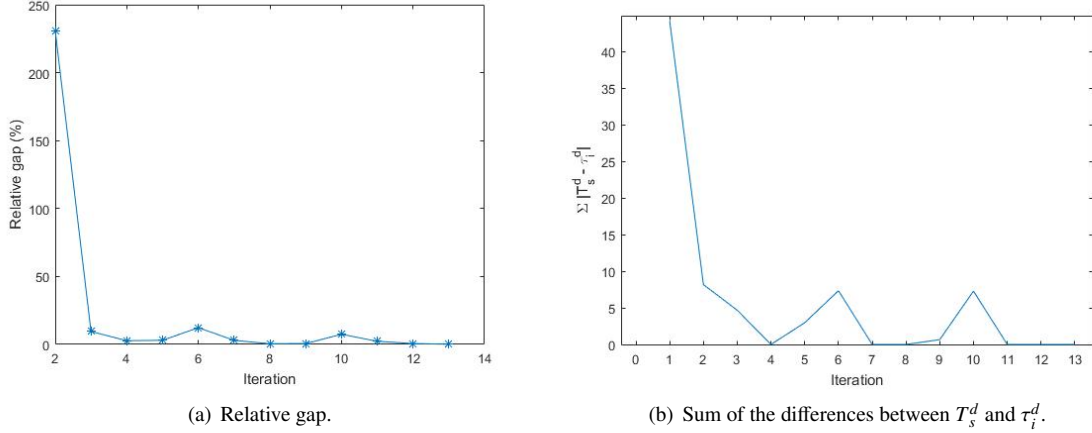 250
200
150
100
50
0
Relative gap (%)
2 4 6 8 10 12 14
Iteration
(a) Relative gap.
40
35
30
25
20
15
10
5
0
Σ |T_s^d - τ_i^d|
0 1 2 3 4 5 6 7 8 9 10 11 12 13
Iteration
(b) Sum of the differences between T_s^d and τ_i^d.